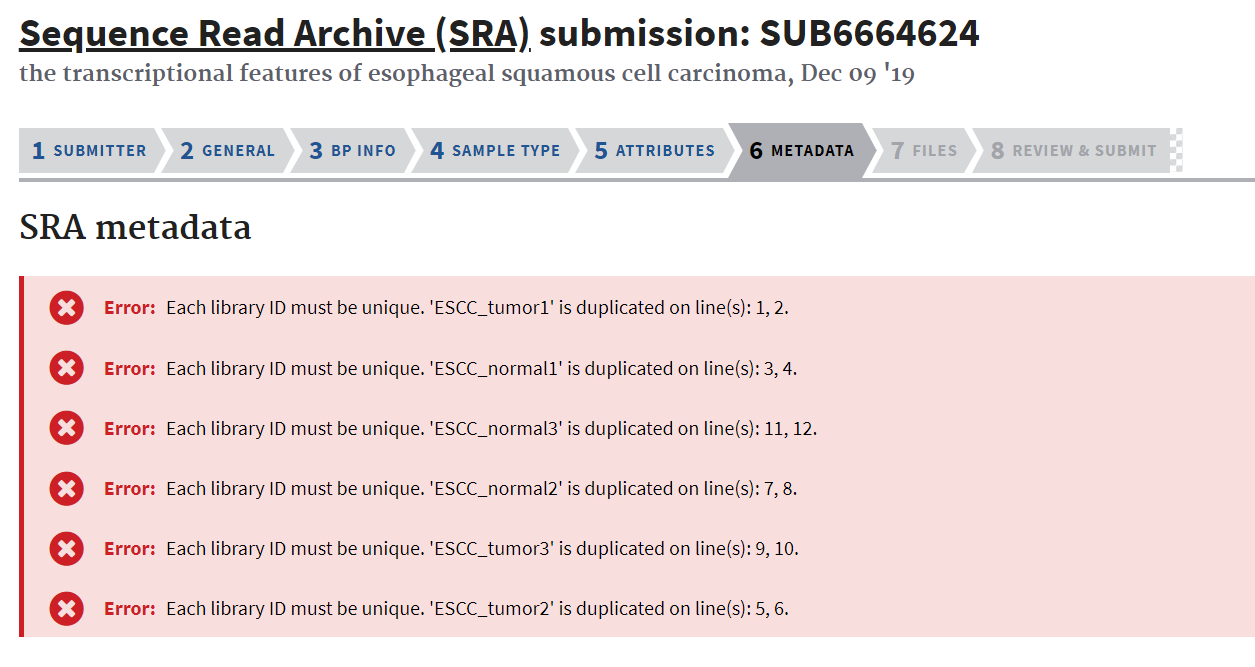 Sequence Read Archive (SRA) submission: SUB6664624
the transcriptional features of esophageal squamous cell carcinoma, Dec 09 '19
1 SUBMITTER 2 GENERAL 3 BP INFO 4 SAMPLE TYPE 5 ATTRIBUTES 6 METADATA 7 FILES 8 REVIEW & SUBMIT
SRA metadata
Error: Each library ID must be unique. 'ESCC_tumor1' is duplicated on line(s): 1, 2.
Error: Each library ID must be unique. 'ESCC_normal1' is duplicated on line(s): 3, 4.
Error: Each library ID must be unique. 'ESCC_normal3' is duplicated on line(s): 11, 12.
Error: Each library ID must be unique. 'ESCC_normal2' is duplicated on line(s): 7, 8.
Error: Each library ID must be unique. 'ESCC_tumor3' is duplicated on line(s): 9, 10.
Error: Each library ID must be unique. 'ESCC_tumor2' is duplicated on line(s): 5, 6.